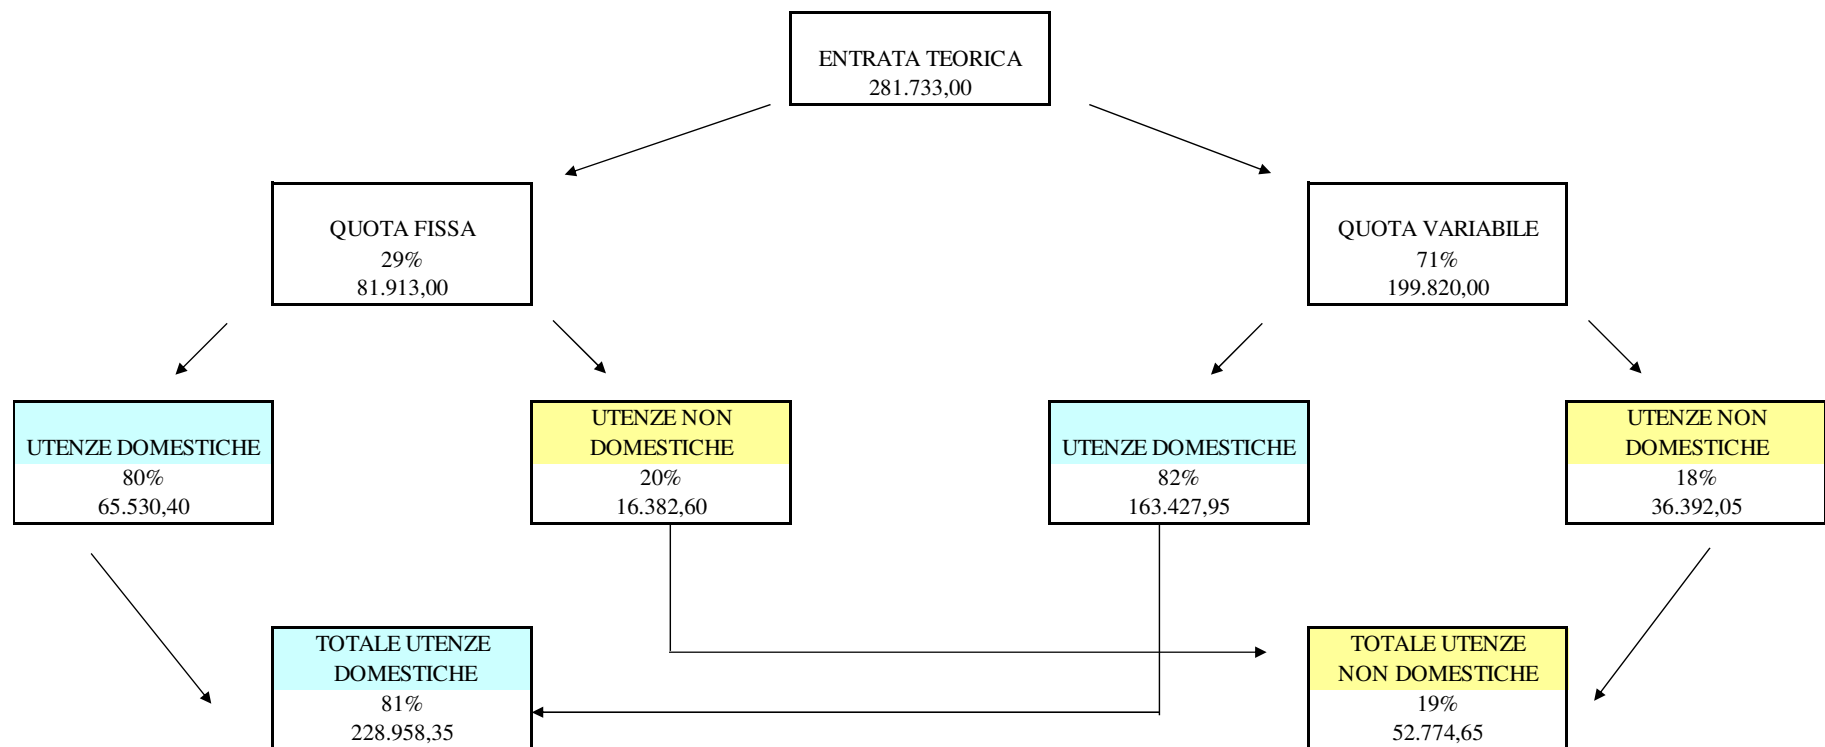 ENTRATA TEORICA
281.733,00
QUOTA FISSA
29%
81.913,00
QUOTA VARIABILE
71%
199.820,00
UTENZE DOMESTICHE
80%
65.530,40
UTENZE NON
DOMESTICHE
20%
16.382,60
UTENZE DOMESTICHE
82%
163.427,95
UTENZE NON
DOMESTICHE
18%
36.392,05
TOTALE UTENZE
DOMESTICHE
81%
228.958,35
TOTALE UTENZE
NON DOMESTICHE
19%
52.774,65